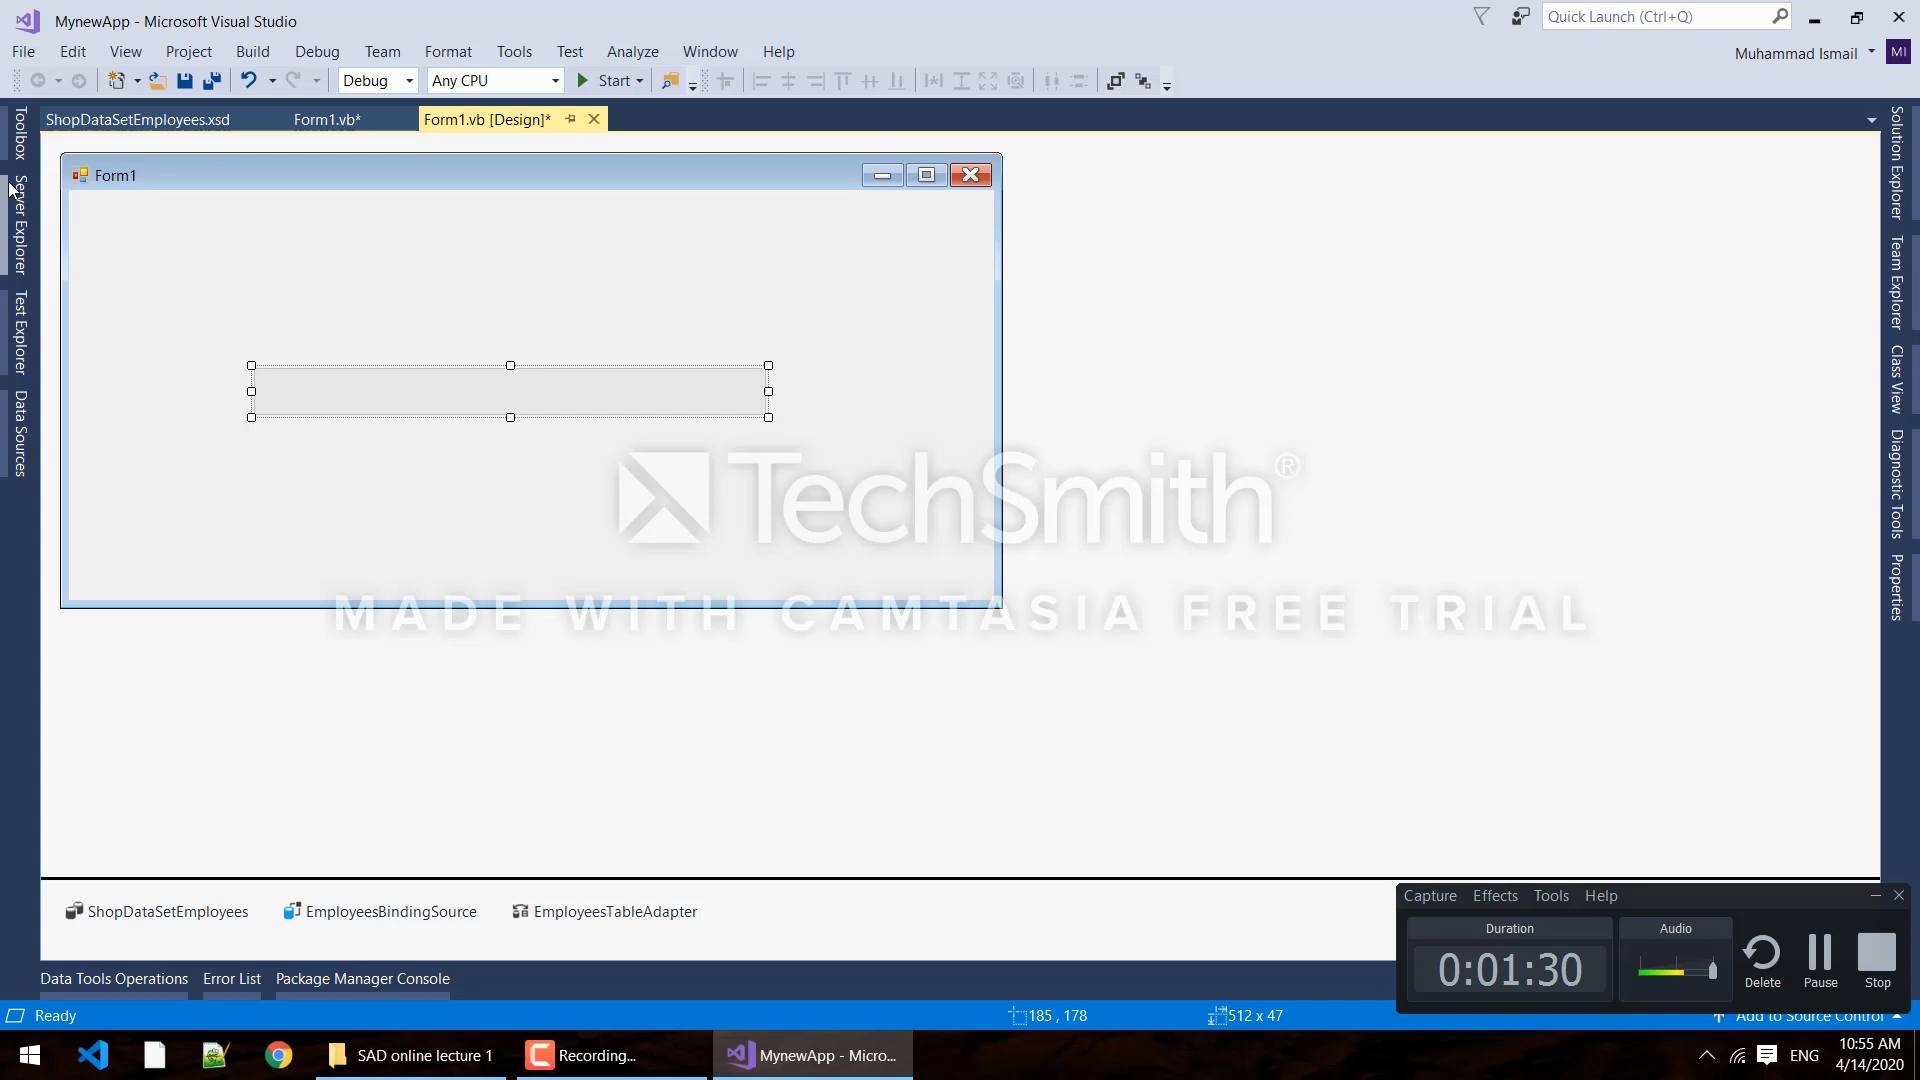 MynewApp - Microsoft Visual Studio
Quick Launch (Ctrl+Q)
File Edit View Project Build Debug Team Format Tools Test Analyze Window Help
Muhammad Ismail MI
Debug Any CPU Start
ShopDataSetEmployees.xsd Form1.vb* Form1.vb [Design]*
Toolbox
Server Explorer
Test Explorer
Data Sources
Form1
Solution Explorer
Team Explorer
Class View
Diagnostic Tools
Properties
TechSmith®
MADE WITH CAMTASIA FREE TRIAL
ShopDataSetEmployees EmployeesBindingSource EmployeesTableAdapter
Capture Effects Tools Help
Duration Audio
0:01:30
Delete Pause Stop
Data Tools Operations Error List Package Manager Console
Ready 185 , 178 512 x 47 Add to Source Control
SAD online lecture 1 Recording... MynewApp - Micro... ENG 10:55 AM
4/14/2020